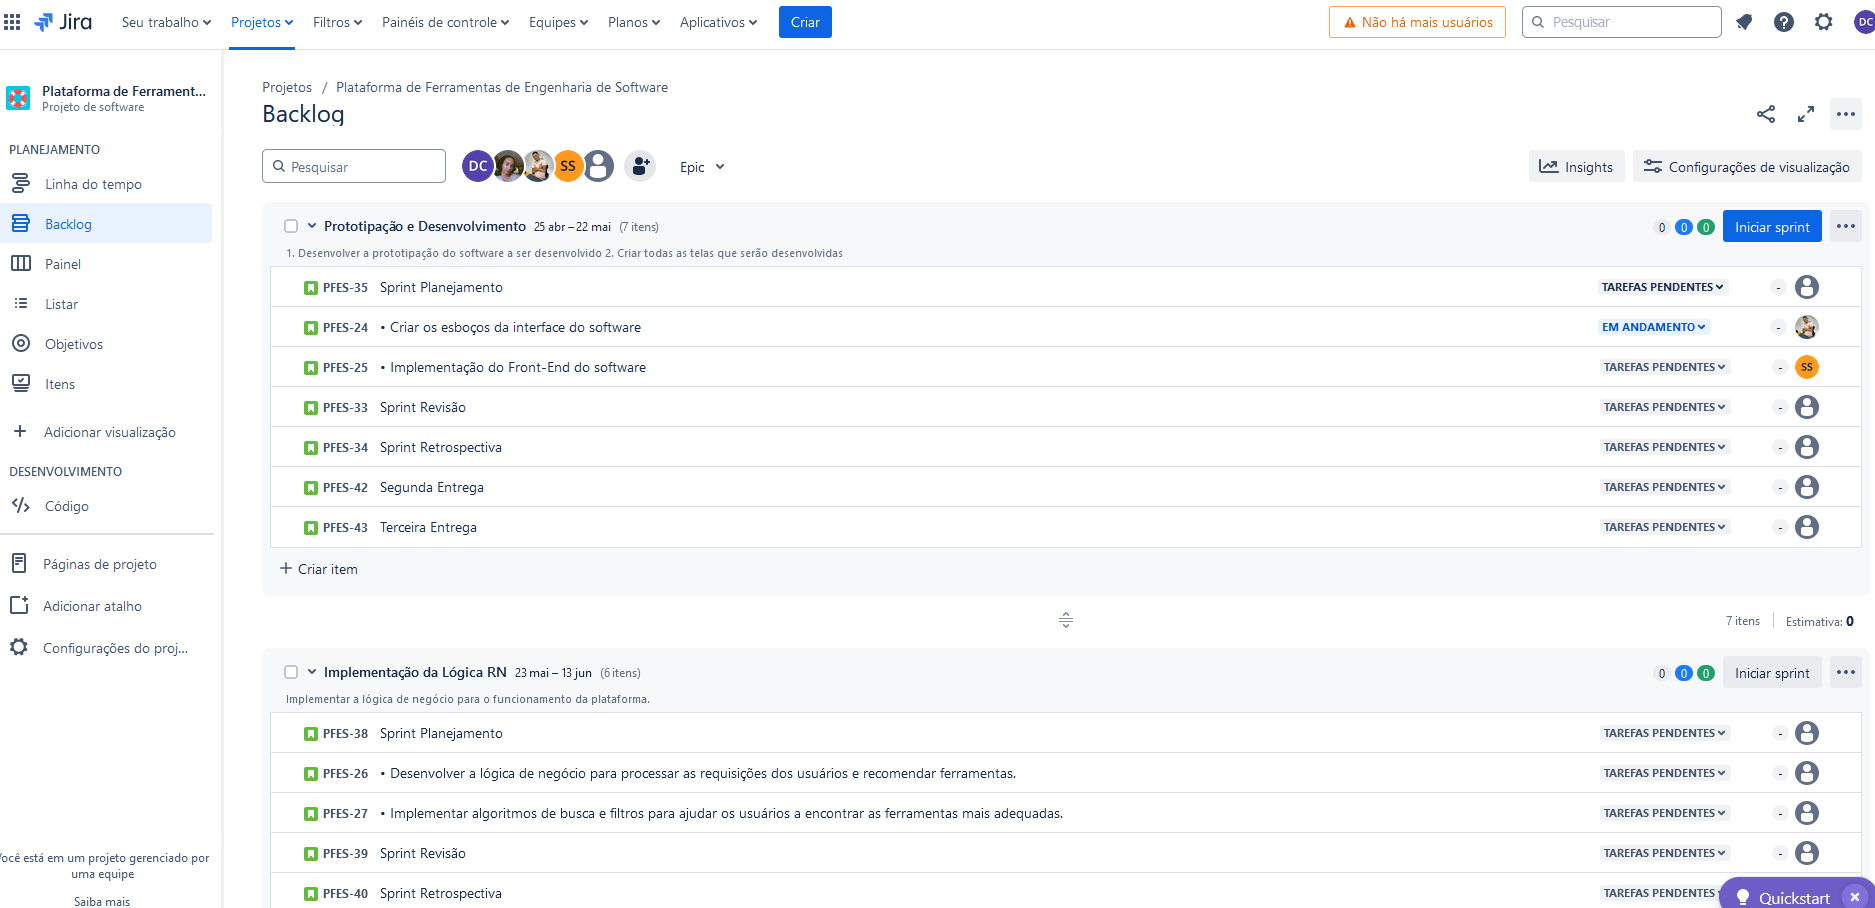 Jira Seu trabalho Projetos Filtros Painéis de controle Equipes Planos Aplicativos Criar Não há mais usuários Pesquisar DC
Plataforma de Ferrament...
Projeto de software
PLANEJAMENTO
Linha do tempo
Backlog
Painel
Listar
Objetivos
Itens
Adicionar visualização
DESENVOLVIMENTO
Código
Páginas de projeto
Adicionar atalho
Configurações do proj...
Você está em um projeto gerenciado por
uma equipe
Saiba mais
Projetos / Plataforma de Ferramentas de Engenharia de Software
Backlog
Pesquisar DC SS Epic Insights Configurações de visualização
Prototipação e Desenvolvimento 25 abr – 22 mai (7 itens) 0 0 0 Iniciar sprint
1. Desenvolver a prototipação do software a ser desenvolvido 2. Criar todas as telas que serão desenvolvidas
PFES-35 Sprint Planejamento TAREFAS PENDENTES -
PFES-24 • Criar os esboços da interface do software EM ANDAMENTO -
PFES-25 • Implementação do Front-End do software TAREFAS PENDENTES - SS
PFES-33 Sprint Revisão TAREFAS PENDENTES -
PFES-34 Sprint Retrospectiva TAREFAS PENDENTES -
PFES-42 Segunda Entrega TAREFAS PENDENTES -
PFES-43 Terceira Entrega TAREFAS PENDENTES -
+ Criar item
7 itens Estimativa: 0
Implementação da Lógica RN 23 mai – 13 jun (6 itens) 0 0 0 Iniciar sprint
Implementar a lógica de negócio para o funcionamento da plataforma.
PFES-38 Sprint Planejamento TAREFAS PENDENTES -
PFES-26 • Desenvolver a lógica de negócio para processar as requisições dos usuários e recomendar ferramentas. TAREFAS PENDENTES -
PFES-27 • Implementar algoritmos de busca e filtros para ajudar os usuários a encontrar as ferramentas mais adequadas. TAREFAS PENDENTES -
PFES-39 Sprint Revisão TAREFAS PENDENTES -
PFES-40 Sprint Retrospectiva TAREFAS PENDENTES
Quickstart